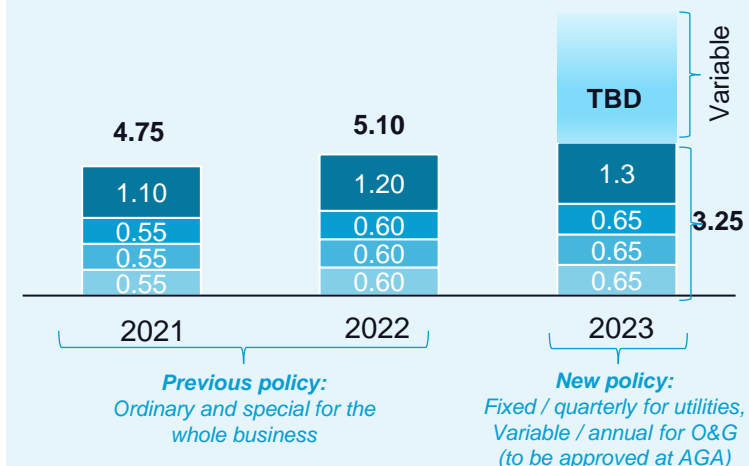 Variable
TBD
4.75
5.10
1.10
0.55
0.55
0.55
1.20
0.60
0.60
0.60
1.3
0.65
0.65
0.65
3.25
2021
2022
2023
Previous policy:
Ordinary and special for the
whole business
New policy:
Fixed / quarterly for utilities,
Variable / annual for O&G
(to be approved at AGA)